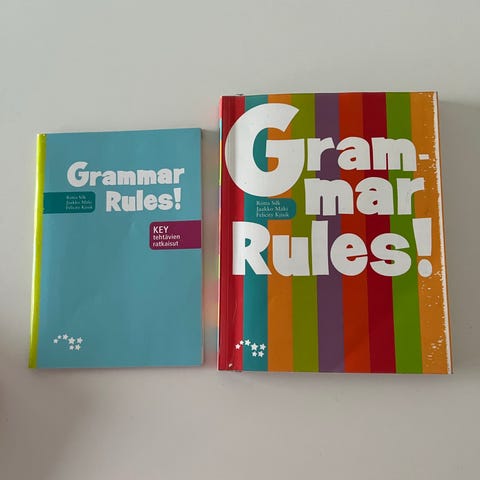 Grammar
Rules!
Riitta Silk
Jaakko Mäki
Felicity Kjisik
KEY
tehtävien
ratkaisut
Gram-
mar
Riitta Silk
Jaakko Mäki
Felicity Kjisik
Rules!